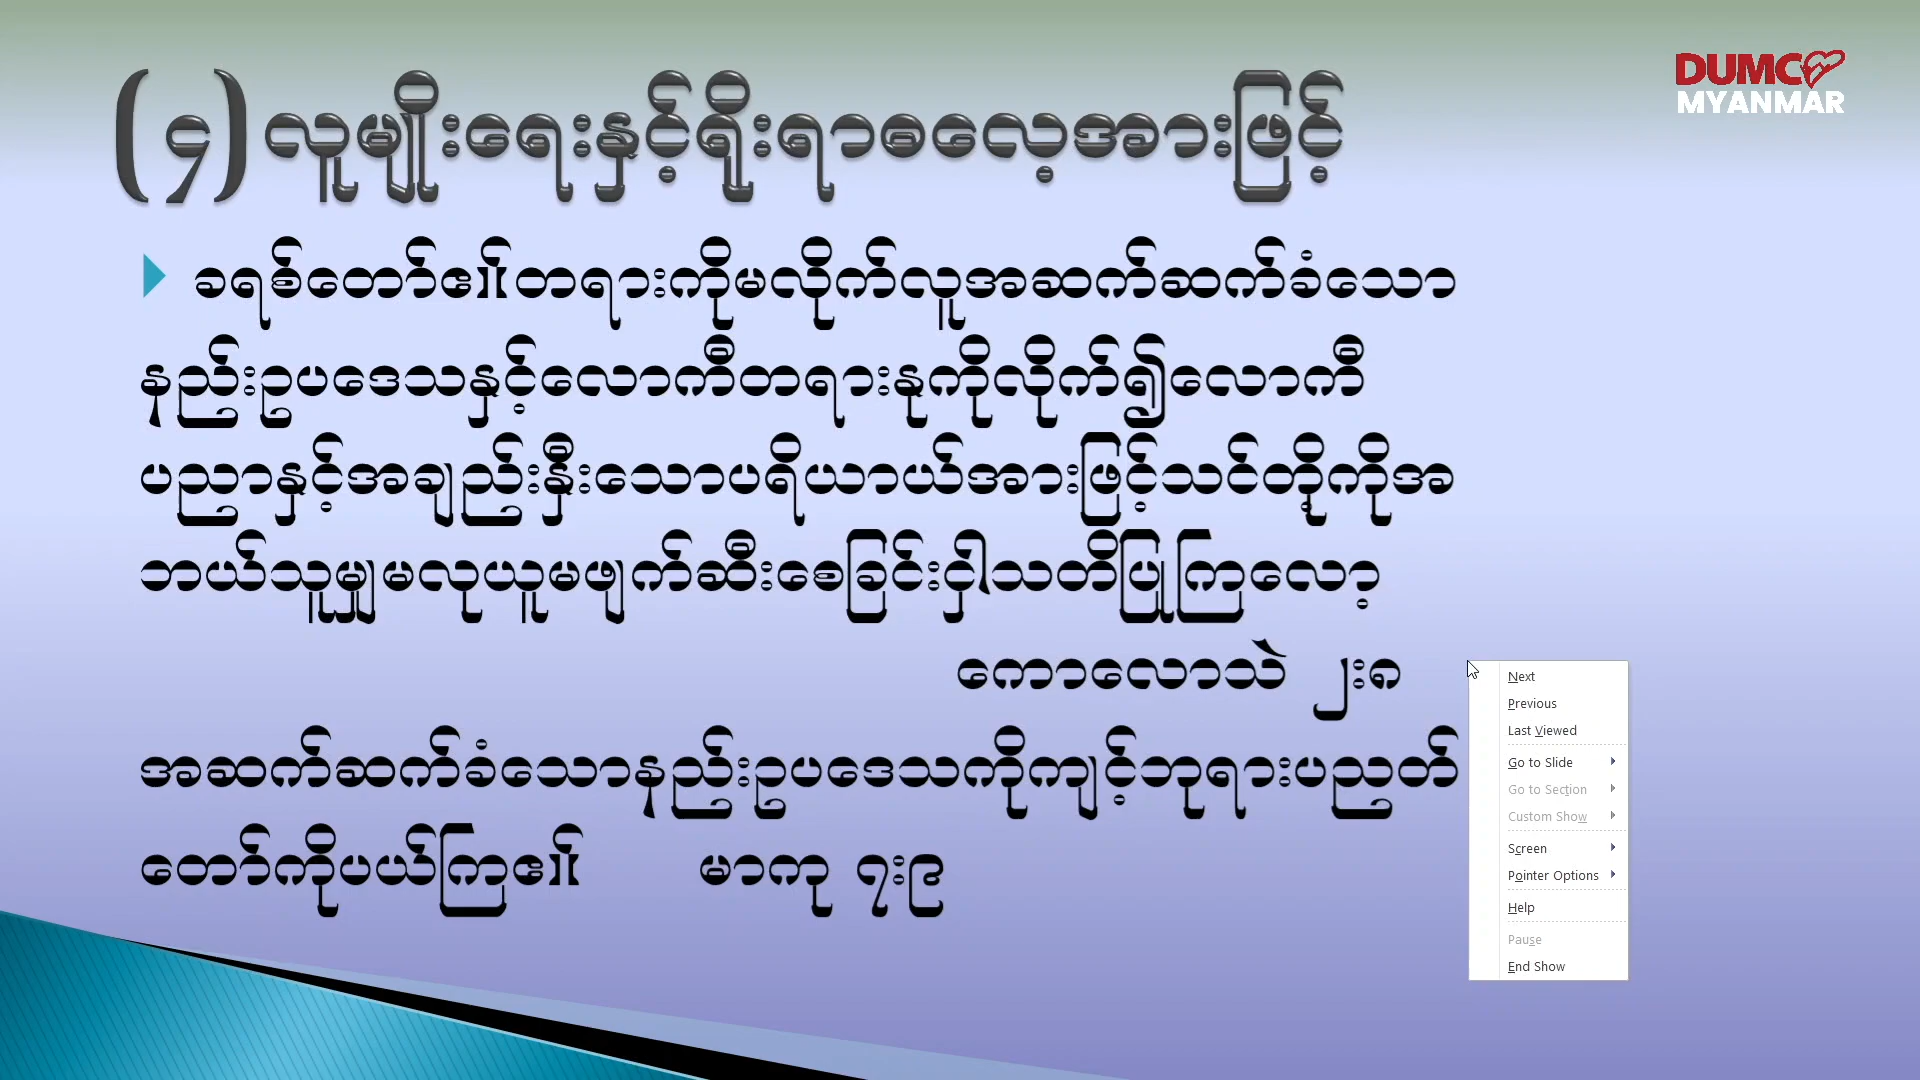 (၄) လူမျိုးရေးနှင့်ရိုးရာဓလေ့အားဖြင့်
DUMC
MYANMAR
ခရစ်တော်၏တရားကိုမလိုက်လူအဆက်ဆက်ခံသော
နည်းဥပဒေသနှင့်လောကီတရားနုကိုလိုက်၍လောကီ
ပညာနှင့်အချည်းနှီးသောပရိယာယ်အားဖြင့်သင်တို့ကိုအ
ဘယ်သူမျှမလုယူမဖျက်ဆီးစေခြင်းငှါသတိပြုကြလော့
ကောလောသဲ ၂:၈
အဆက်ဆက်ခံသောနည်းဥပဒေသကိုကျင့်ဘုရားပညတ်
တော်ကိုပယ်ကြ၏ မာကု ၇:၉
Next
Previous
Last Viewed
Go to Slide
Go to Section
Custom Show
Screen
Pointer Options
Help
Pause
End Show